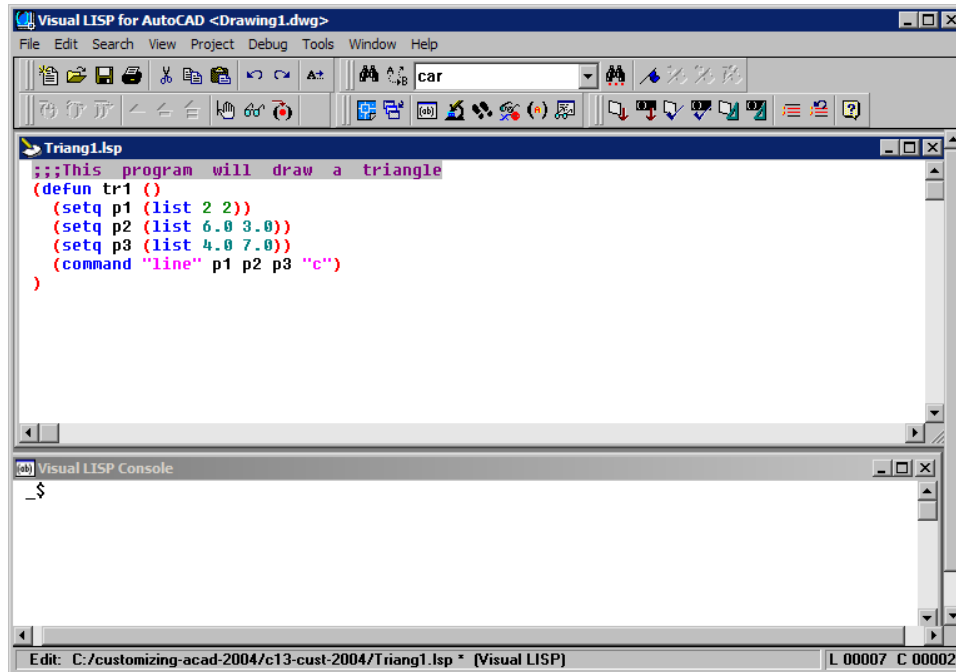 Visual LISP for AutoCAD <Drawing1.dwg>
File Edit Search View Project Debug Tools Window Help
car
Triang1.lsp
;;;This program will draw a triangle
(defun tr1 ()
(setq p1 (list 2 2))
(setq p2 (list 6.0 3.0))
(setq p3 (list 4.0 7.0))
(command "line" p1 p2 p3 "c")
)
Visual LISP Console
_$
Edit: C:/customizing-acad-2004/c13-cust-2004/Triang1.lsp * (Visual LISP) L 00007 C 00002